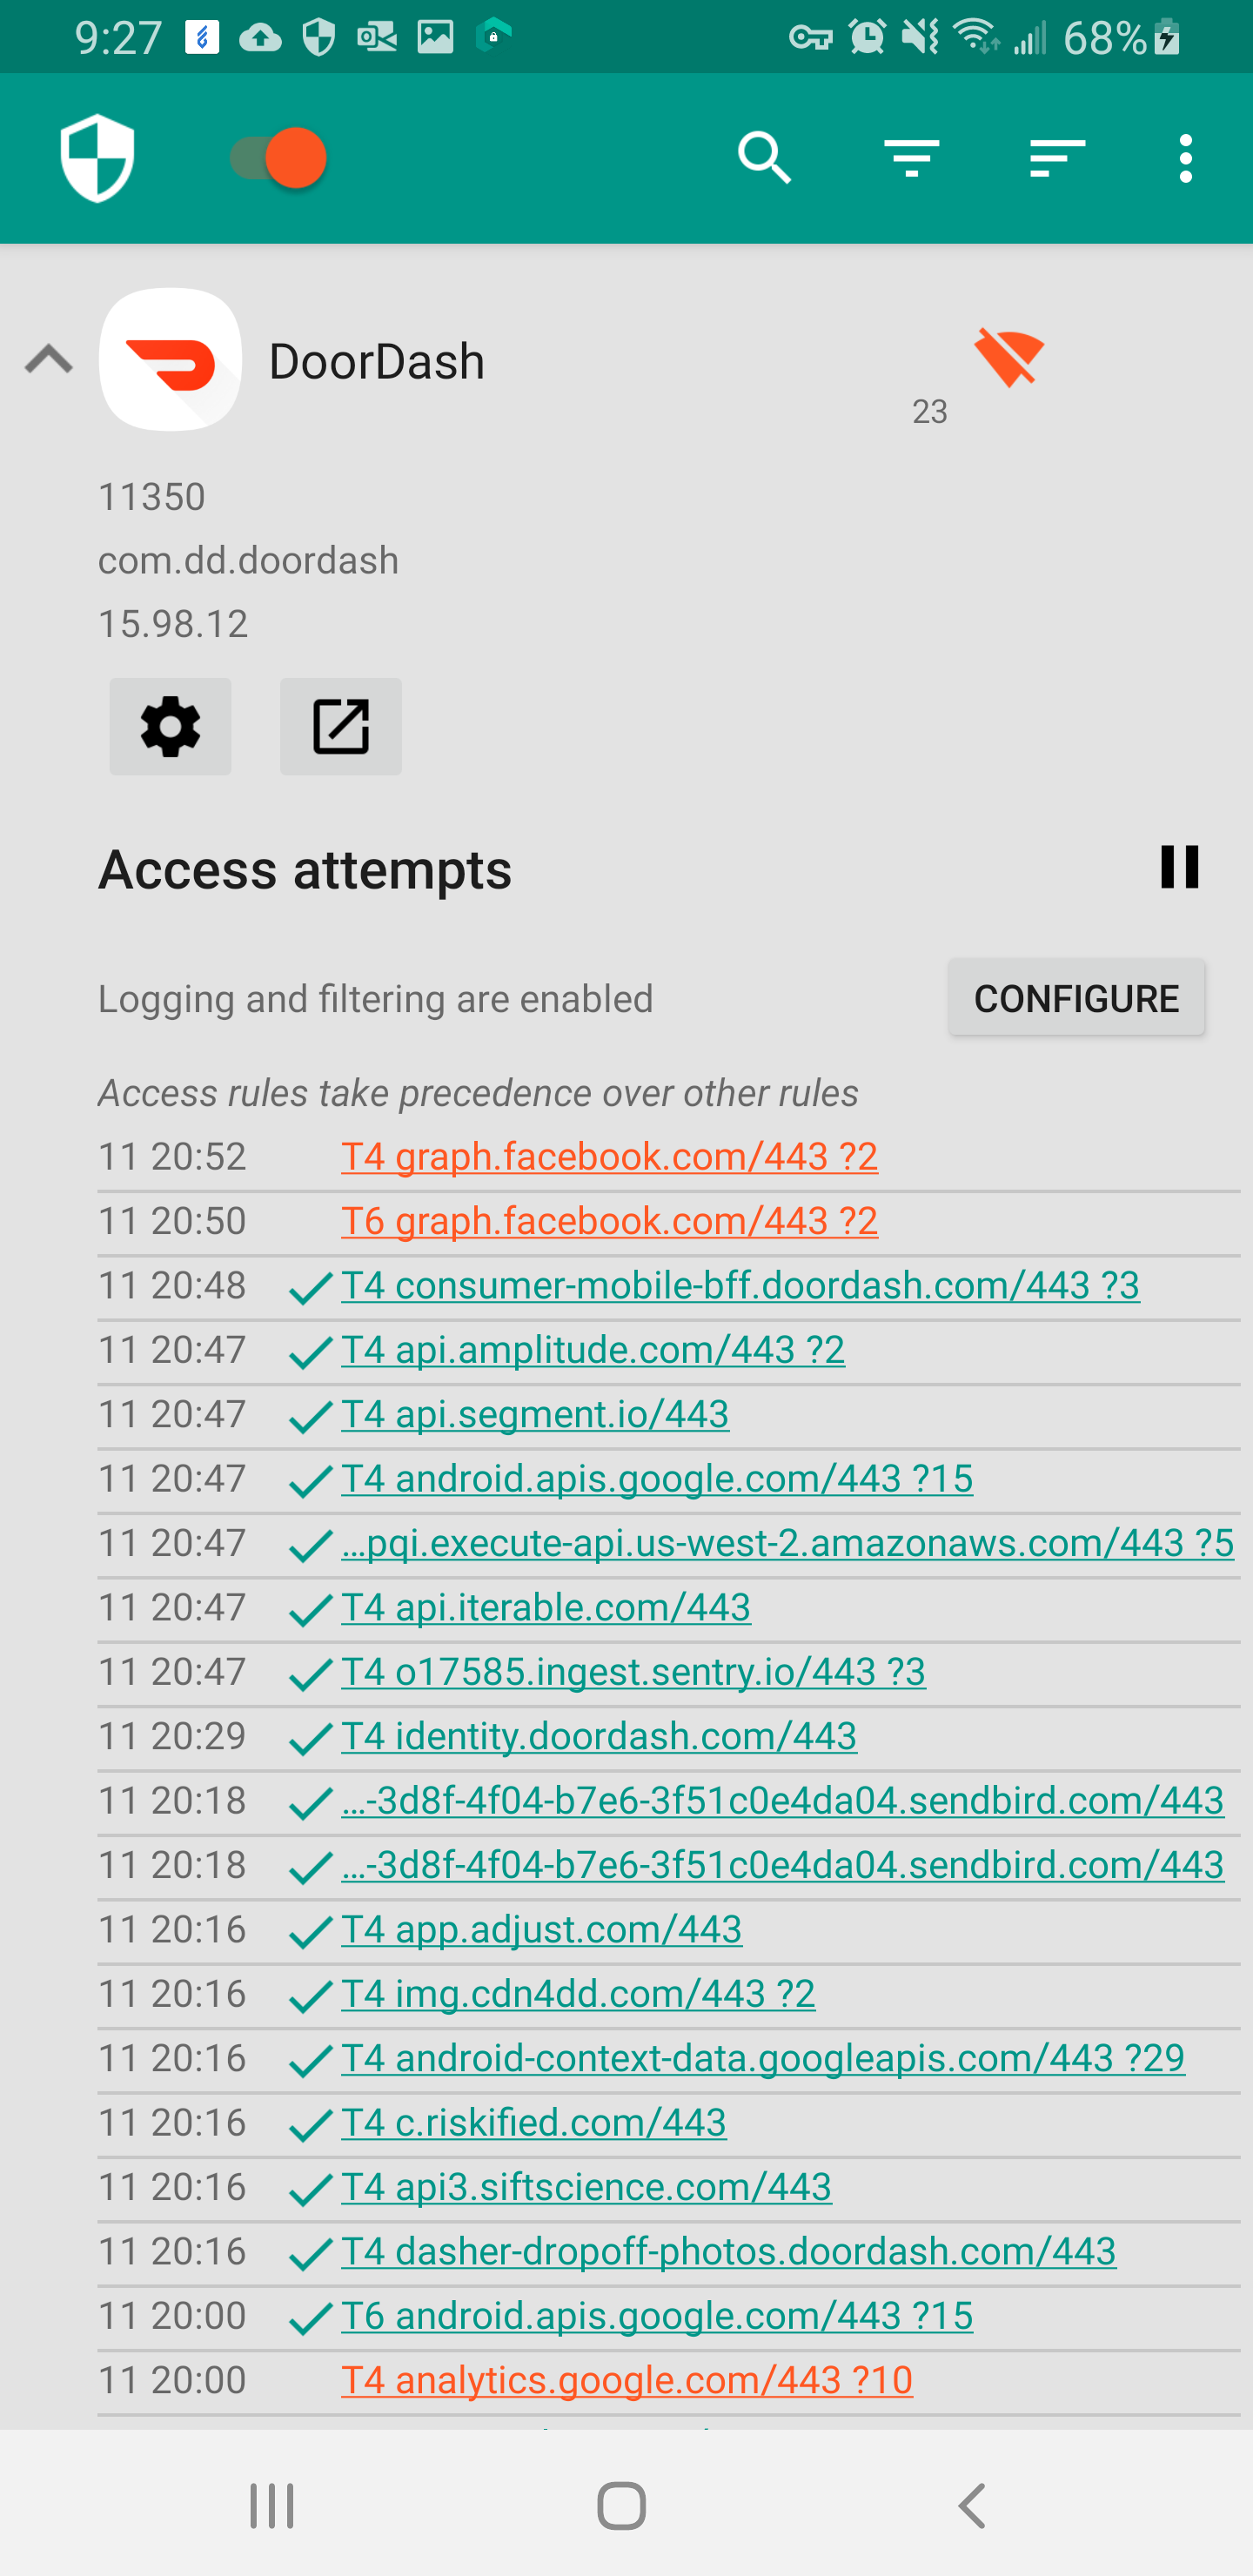 9:27 68%
DoorDash
23
11350
com.dd.doordash
15.98.12
Access attempts
Logging and filtering are enabled CONFIGURE
Access rules take precedence over other rules
11 20:52 T4 graph.facebook.com/443 ?2
11 20:50 T6 graph.facebook.com/443 ?2
11 20:48 T4 consumer-mobile-bff.doordash.com/443 ?3
11 20:47 T4 api.amplitude.com/443 ?2
11 20:47 T4 api.segment.io/443
11 20:47 T4 android.apis.google.com/443 ?15
11 20:47 ...pqi.execute-api.us-west-2.amazonaws.com/443 ?5
11 20:47 T4 api.iterable.com/443
11 20:47 T4 o17585.ingest.sentry.io/443 ?3
11 20:29 T4 identity.doordash.com/443
11 20:18 ...-3d8f-4f04-b7e6-3f51c0e4da04.sendbird.com/443
11 20:18 ...-3d8f-4f04-b7e6-3f51c0e4da04.sendbird.com/443
11 20:16 T4 app.adjust.com/443
11 20:16 T4 img.cdn4dd.com/443 ?2
11 20:16 T4 android-context-data.googleapis.com/443 ?29
11 20:16 T4 c.riskified.com/443
11 20:16 T4 api3.siftscience.com/443
11 20:16 T4 dasher-dropoff-photos.doordash.com/443
11 20:00 T6 android.apis.google.com/443 ?15
11 20:00 T4 analytics.google.com/443 ?10